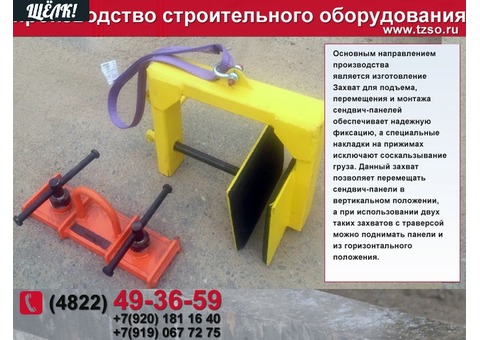 ЩЁЛК!
производство строительного оборудования
www.tzso.ru
Основным направлением
производства
является изготовление
Захват для подъема,
перемещения и монтажа
сендвич-панелей
обеспечивает надежную
фиксацию, а специальные
накладки на прижимах
исключают соскальзывание
груза. Данный захват
позволяет перемещать
сендвич-панели в
вертикальном положении,
а при использовании двух
таких захватов с траверсой
можно поднимать панели и
из горизонтального
положения.
(4822) 49-36-59
+7(920) 181 16 40
+7(919) 067 72 75